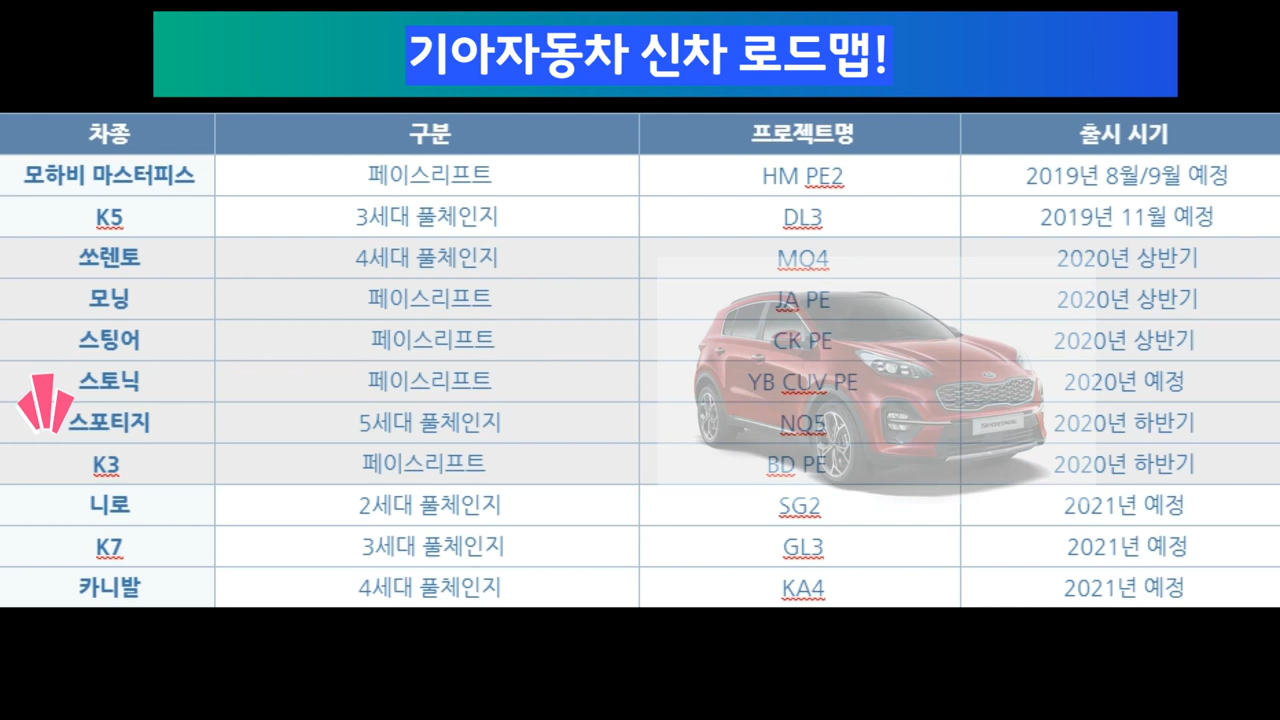 기아자동차 신차 로드맵!
차종 구분 프로젝트명 출시 시기
모하비 마스터피스 페이스리프트 HM PE2 2019년 8월/9월 예정
K5 3세대 풀체인지 DL3 2019년 11월 예정
쏘렌토 4세대 풀체인지 MQ4 2020년 상반기
모닝 페이스리프트 JA PE 2020년 상반기
스팅어 페이스리프트 CK PE 2020년 상반기
스토닉 페이스리프트 YB CUV PE 2020년 예정
스포티지 5세대 풀체인지 NQ5 2020년 하반기
K3 페이스리프트 BD PE 2020년 하반기
니로 2세대 풀체인지 SG2 2021년 예정
K7 3세대 풀체인지 GL3 2021년 예정
카니발 4세대 풀체인지 KA4 2021년 예정
SPORTAGE